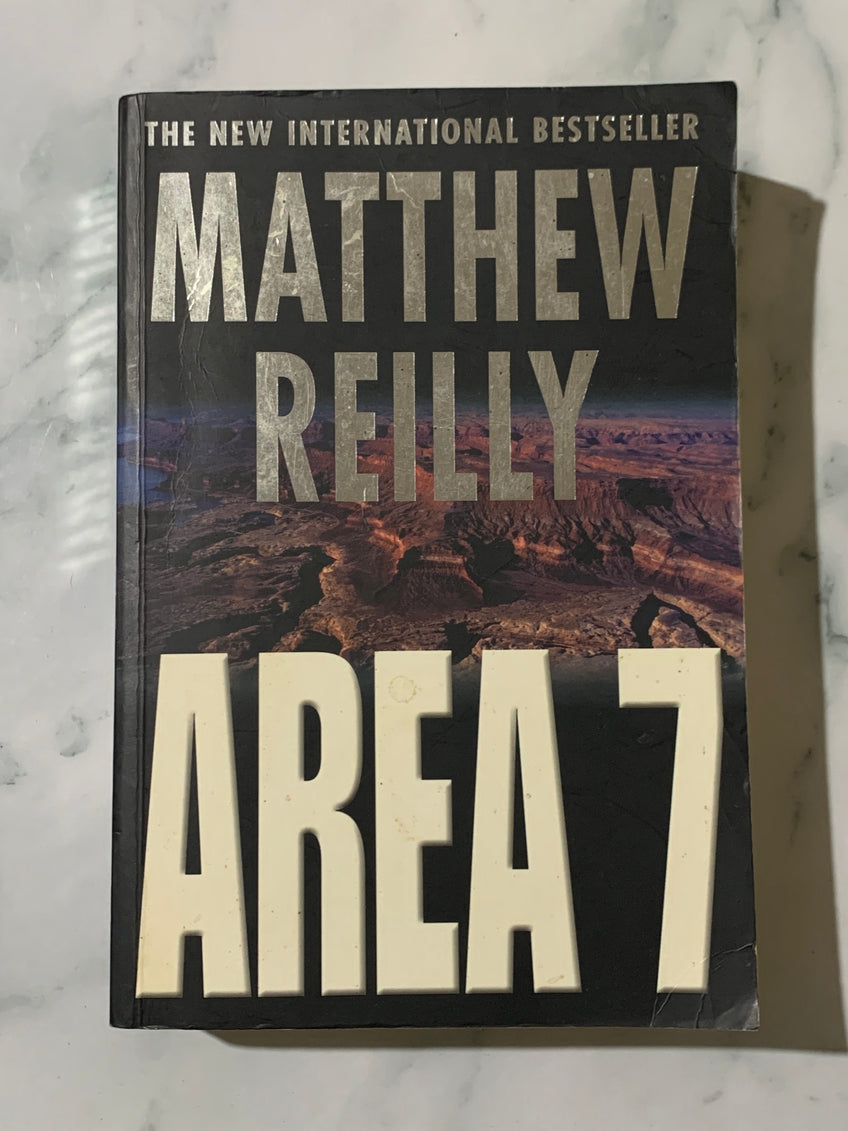 THE NEW INTERNATIONAL BESTSELLER
MATTHEW
REILLY
AREA 7